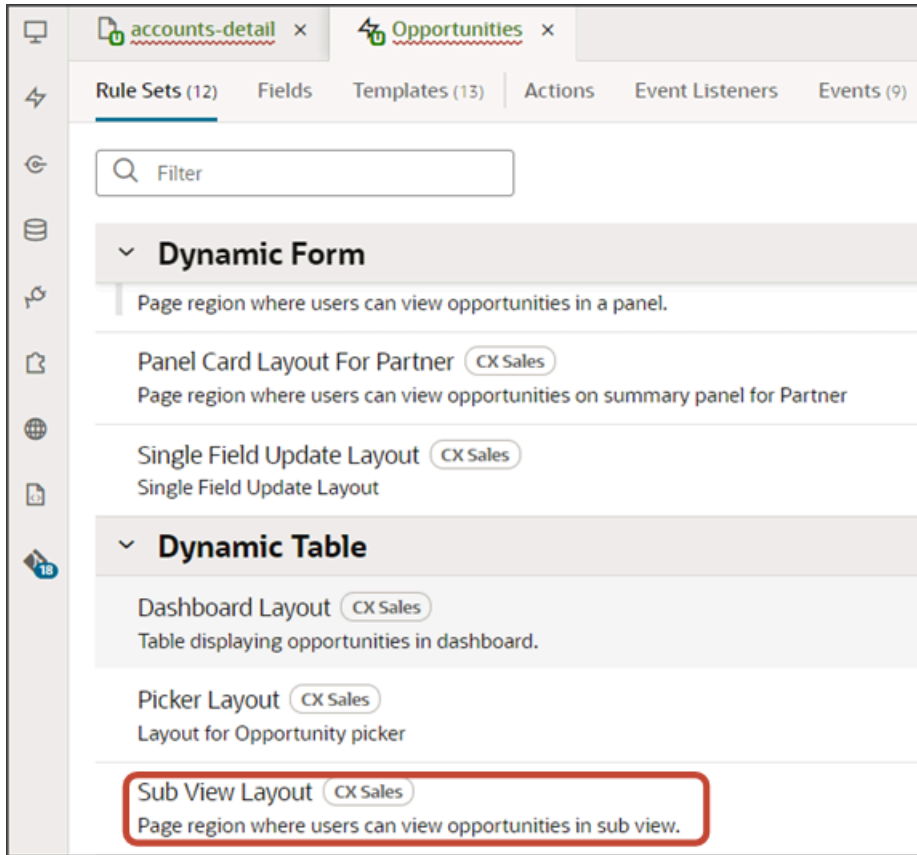 accounts-detail × Opportunities ×
Rule Sets (12) Fields Templates (13) Actions Event Listeners Events (9)
Filter
Dynamic Form
Page region where users can view opportunities in a panel.
Panel Card Layout For Partner CX Sales
Page region where users can view opportunities on summary panel for Partner
Single Field Update Layout CX Sales
Single Field Update Layout
Dynamic Table
18
Dashboard Layout CX Sales
Table displaying opportunities in dashboard.
Picker Layout CX Sales
Layout for Opportunity picker
Sub View Layout CX Sales
Page region where users can view opportunities in sub view.